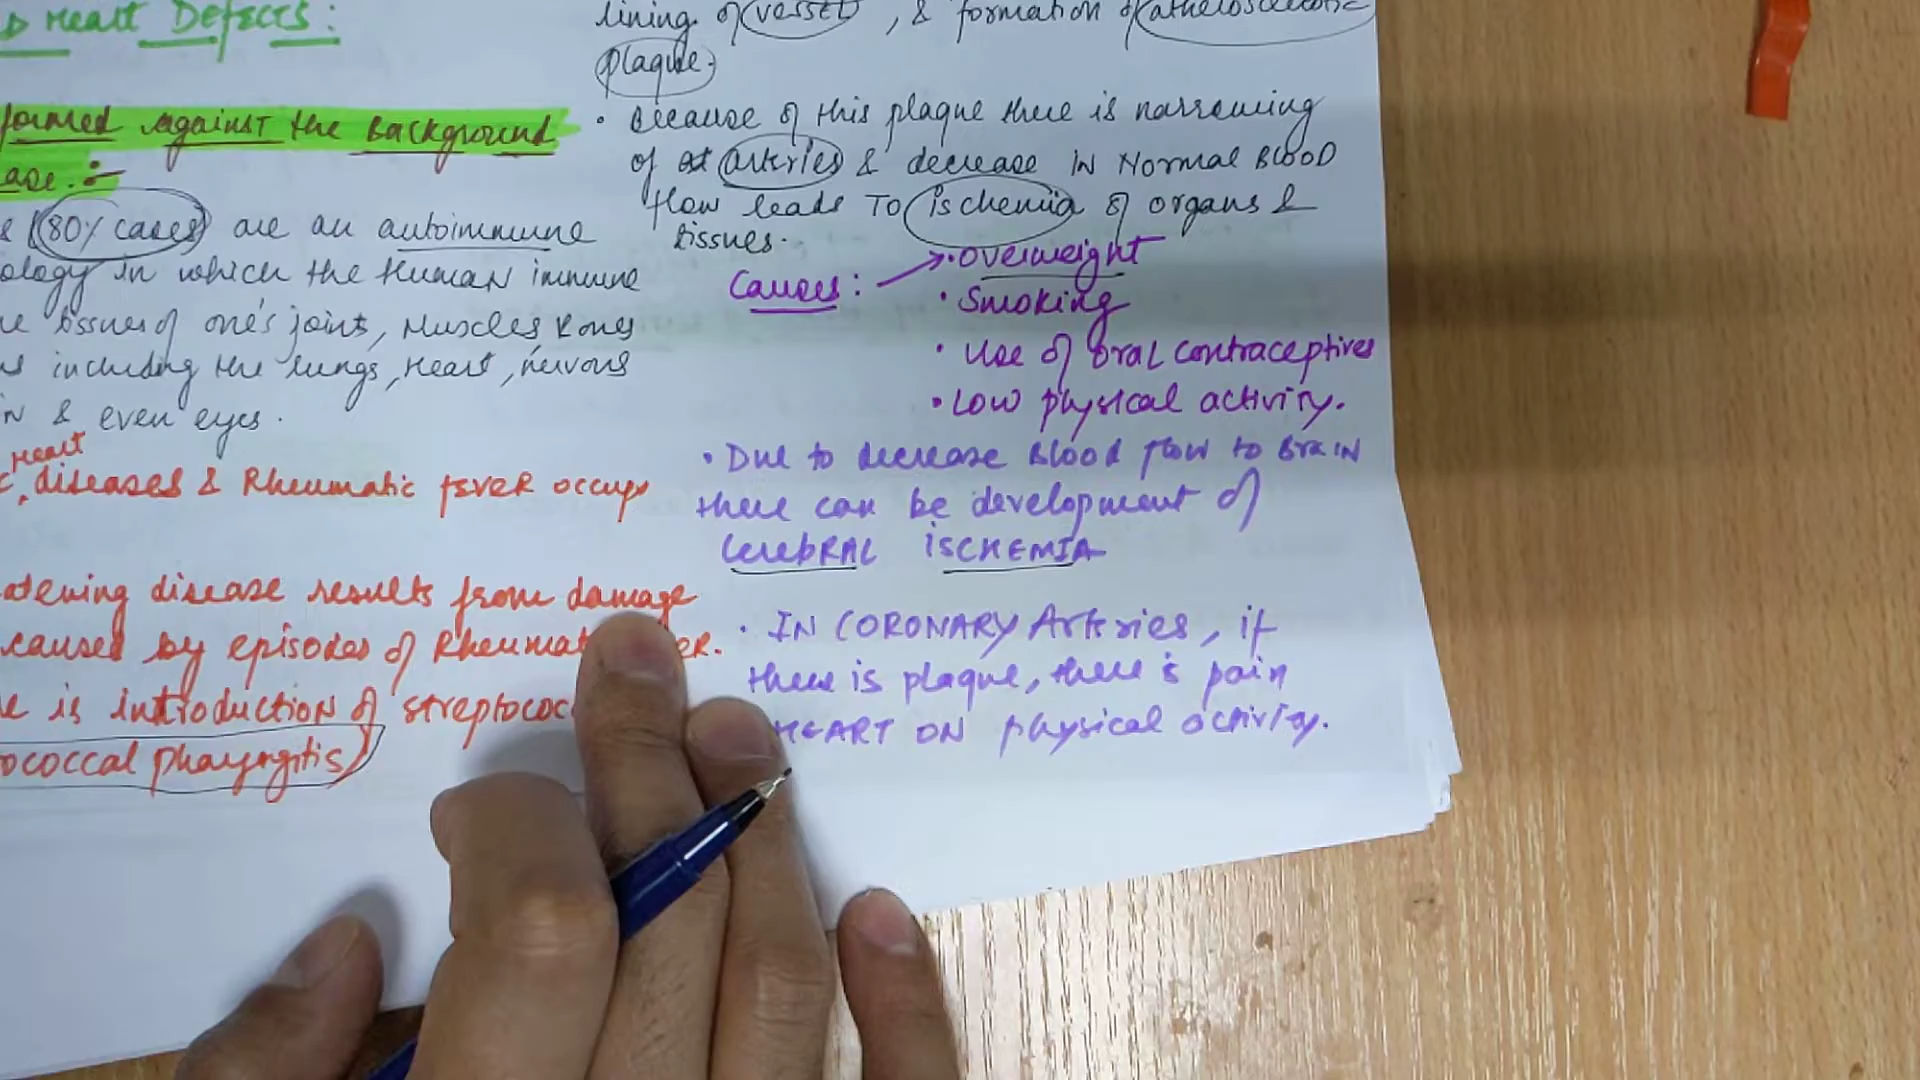 D Heart Defects:
formed against the Background
ase :-
& (80% cases) are an autoimmune
ology in which the Human immune
ue tissues of one's joint, Muscles Bones
including the lungs, Heart, nervous
N & even eyes.
Heart
c, diseases & Rheumatic fever occurs
atening disease results from damage
caused by episodes of Rheumat er.
e is introduction of streptococ
ococcal pharyngitis)
lining of vessel, & formation of atherosclerotic
plaque.
• Because of this plaque there is narrowing
of arteries & decrease in Normal BLOOD
flow leads TO ischemia of organs &
tissues.
Causes: → • overweight
• Smoking
• Use of oral contraceptives
• Low physical activity.
• Due to decrease Blood flow to BRAIN
there can be development of
CerebRAL ISCHEMIA
• IN CORONARY Arteries, if
there is plaque, there is pain
HEART ON physical activity.